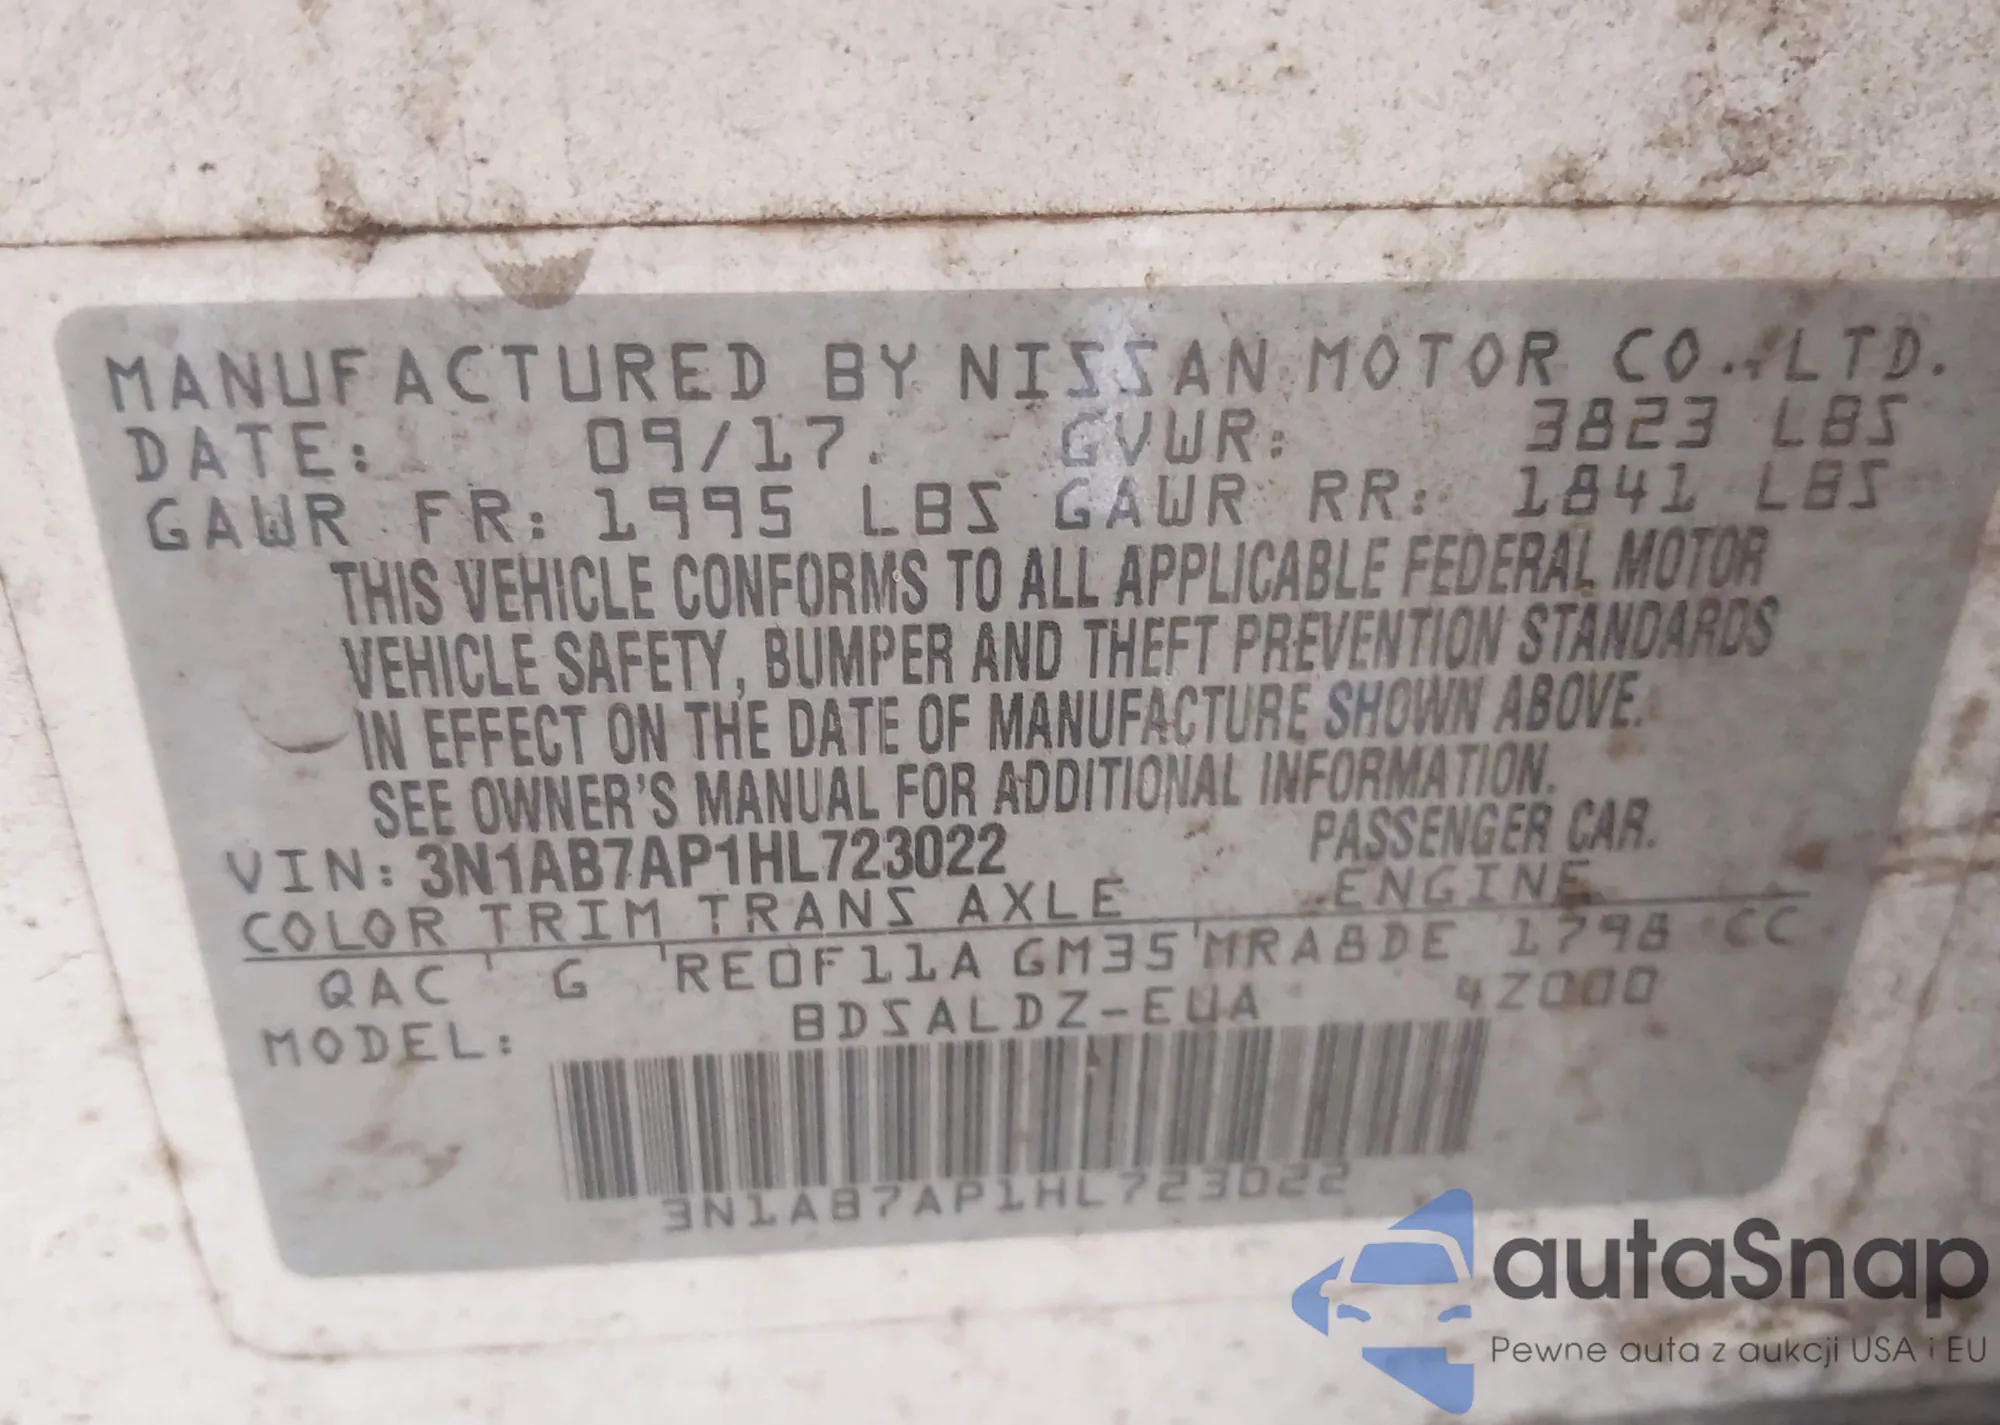 MANUFACTURED BY NISSAN MOTOR CO., LTD.
DATE: 09/17. GVWR: 3823 LBS
GAWR FR: 1995 LBS GAWR RR: 1841 LBS
THIS VEHICLE CONFORMS TO ALL APPLICABLE FEDERAL MOTOR
VEHICLE SAFETY, BUMPER AND THEFT PREVENTION STANDARDS
IN EFFECT ON THE DATE OF MANUFACTURE SHOWN ABOVE.
SEE OWNER'S MANUAL FOR ADDITIONAL INFORMATION.
VIN: 3N1AB7AP1HL723022 PASSENGER CAR.
COLOR TRIM TRANS AXLE ENGINE
QAC G RE0F11A GM35 MRA8DE 1798 CC
MODEL: BDSALDZ-EUA 4Z000
3N1AB7AP1HL723022
autaSnap
Pewne auta z aukcji USA i EU